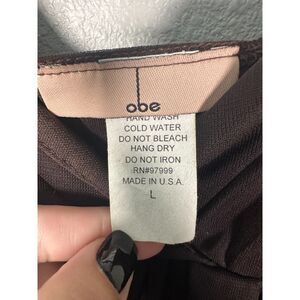 obe
HAND WASH
COLD WATER
DO NOT BLEACH
HANG DRY
DO NOT IRON
RN#97999
MADE IN U.S.A.
L